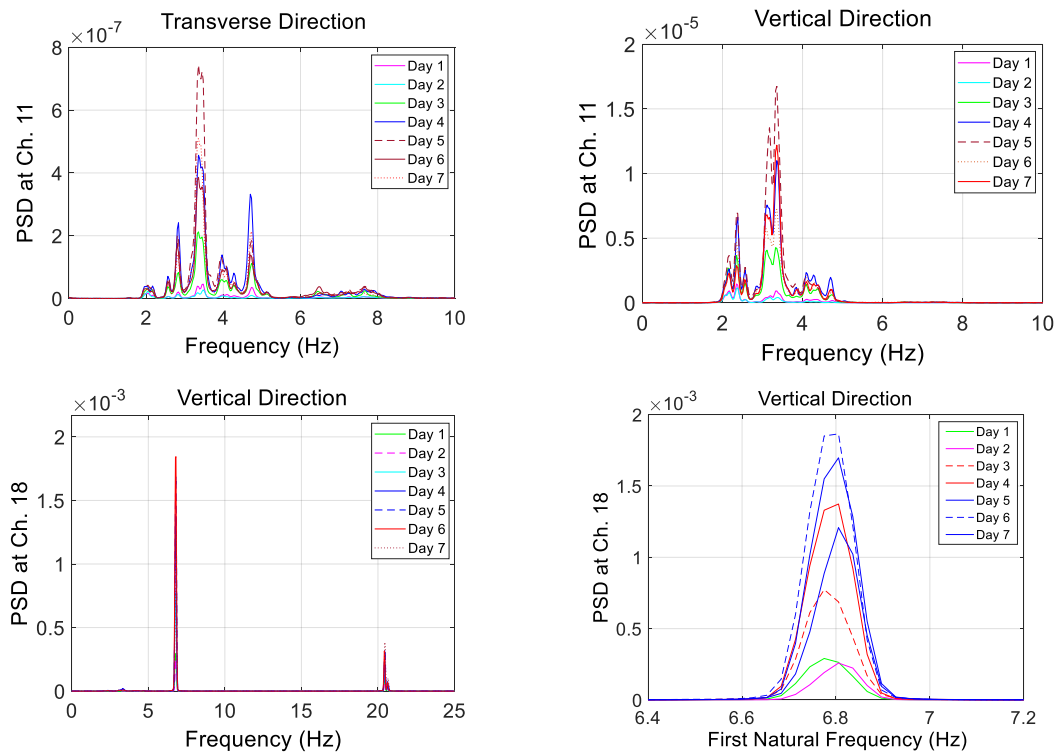 Transverse Direction
×10⁻⁷
8
6
4
2
0
0 2 4 6 8 10
PSD at Ch. 11
Frequency (Hz)
Day 1
Day 2
Day 3
Day 4
Day 5
Day 6
Day 7
Vertical Direction
×10⁻⁵
2
1.5
1
0.5
0
0 2 4 6 8 10
PSD at Ch. 11
Frequency (Hz)
Day 1
Day 2
Day 3
Day 4
Day 5
Day 6
Day 7
Vertical Direction
×10⁻³
2
1.5
1
0.5
0
0 5 10 15 20 25
PSD at Ch. 18
Frequency (Hz)
Day 1
Day 2
Day 3
Day 4
Day 5
Day 6
Day 7
Vertical Direction
×10⁻³
2
1.5
1
0.5
0
6.4 6.6 6.8 7 7.2
PSD at Ch. 18
First Natural Frequency (Hz)
Day 1
Day 2
Day 3
Day 4
Day 5
Day 6
Day 7